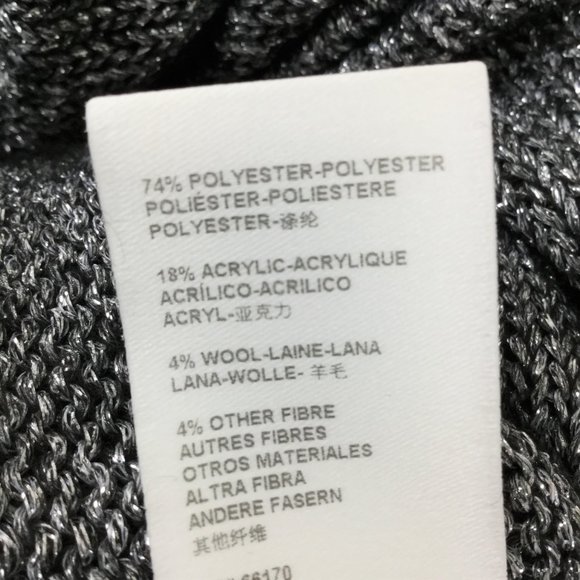 74% POLYESTER-POLYESTER
POLIÉSTER-POLIESTERE
POLYESTER-涤纶
18% ACRYLIC-ACRYLIQUE
ACRÍLICO-ACRILICO
ACRYL-亚克力
4% WOOL-LAINE-LANA
LANA-WOLLE- 羊毛
4% OTHER FIBRE
AUTRES FIBRES
OTROS MATERIALES
ALTRA FIBRA
ANDERE FASERN
其他纤维
66170